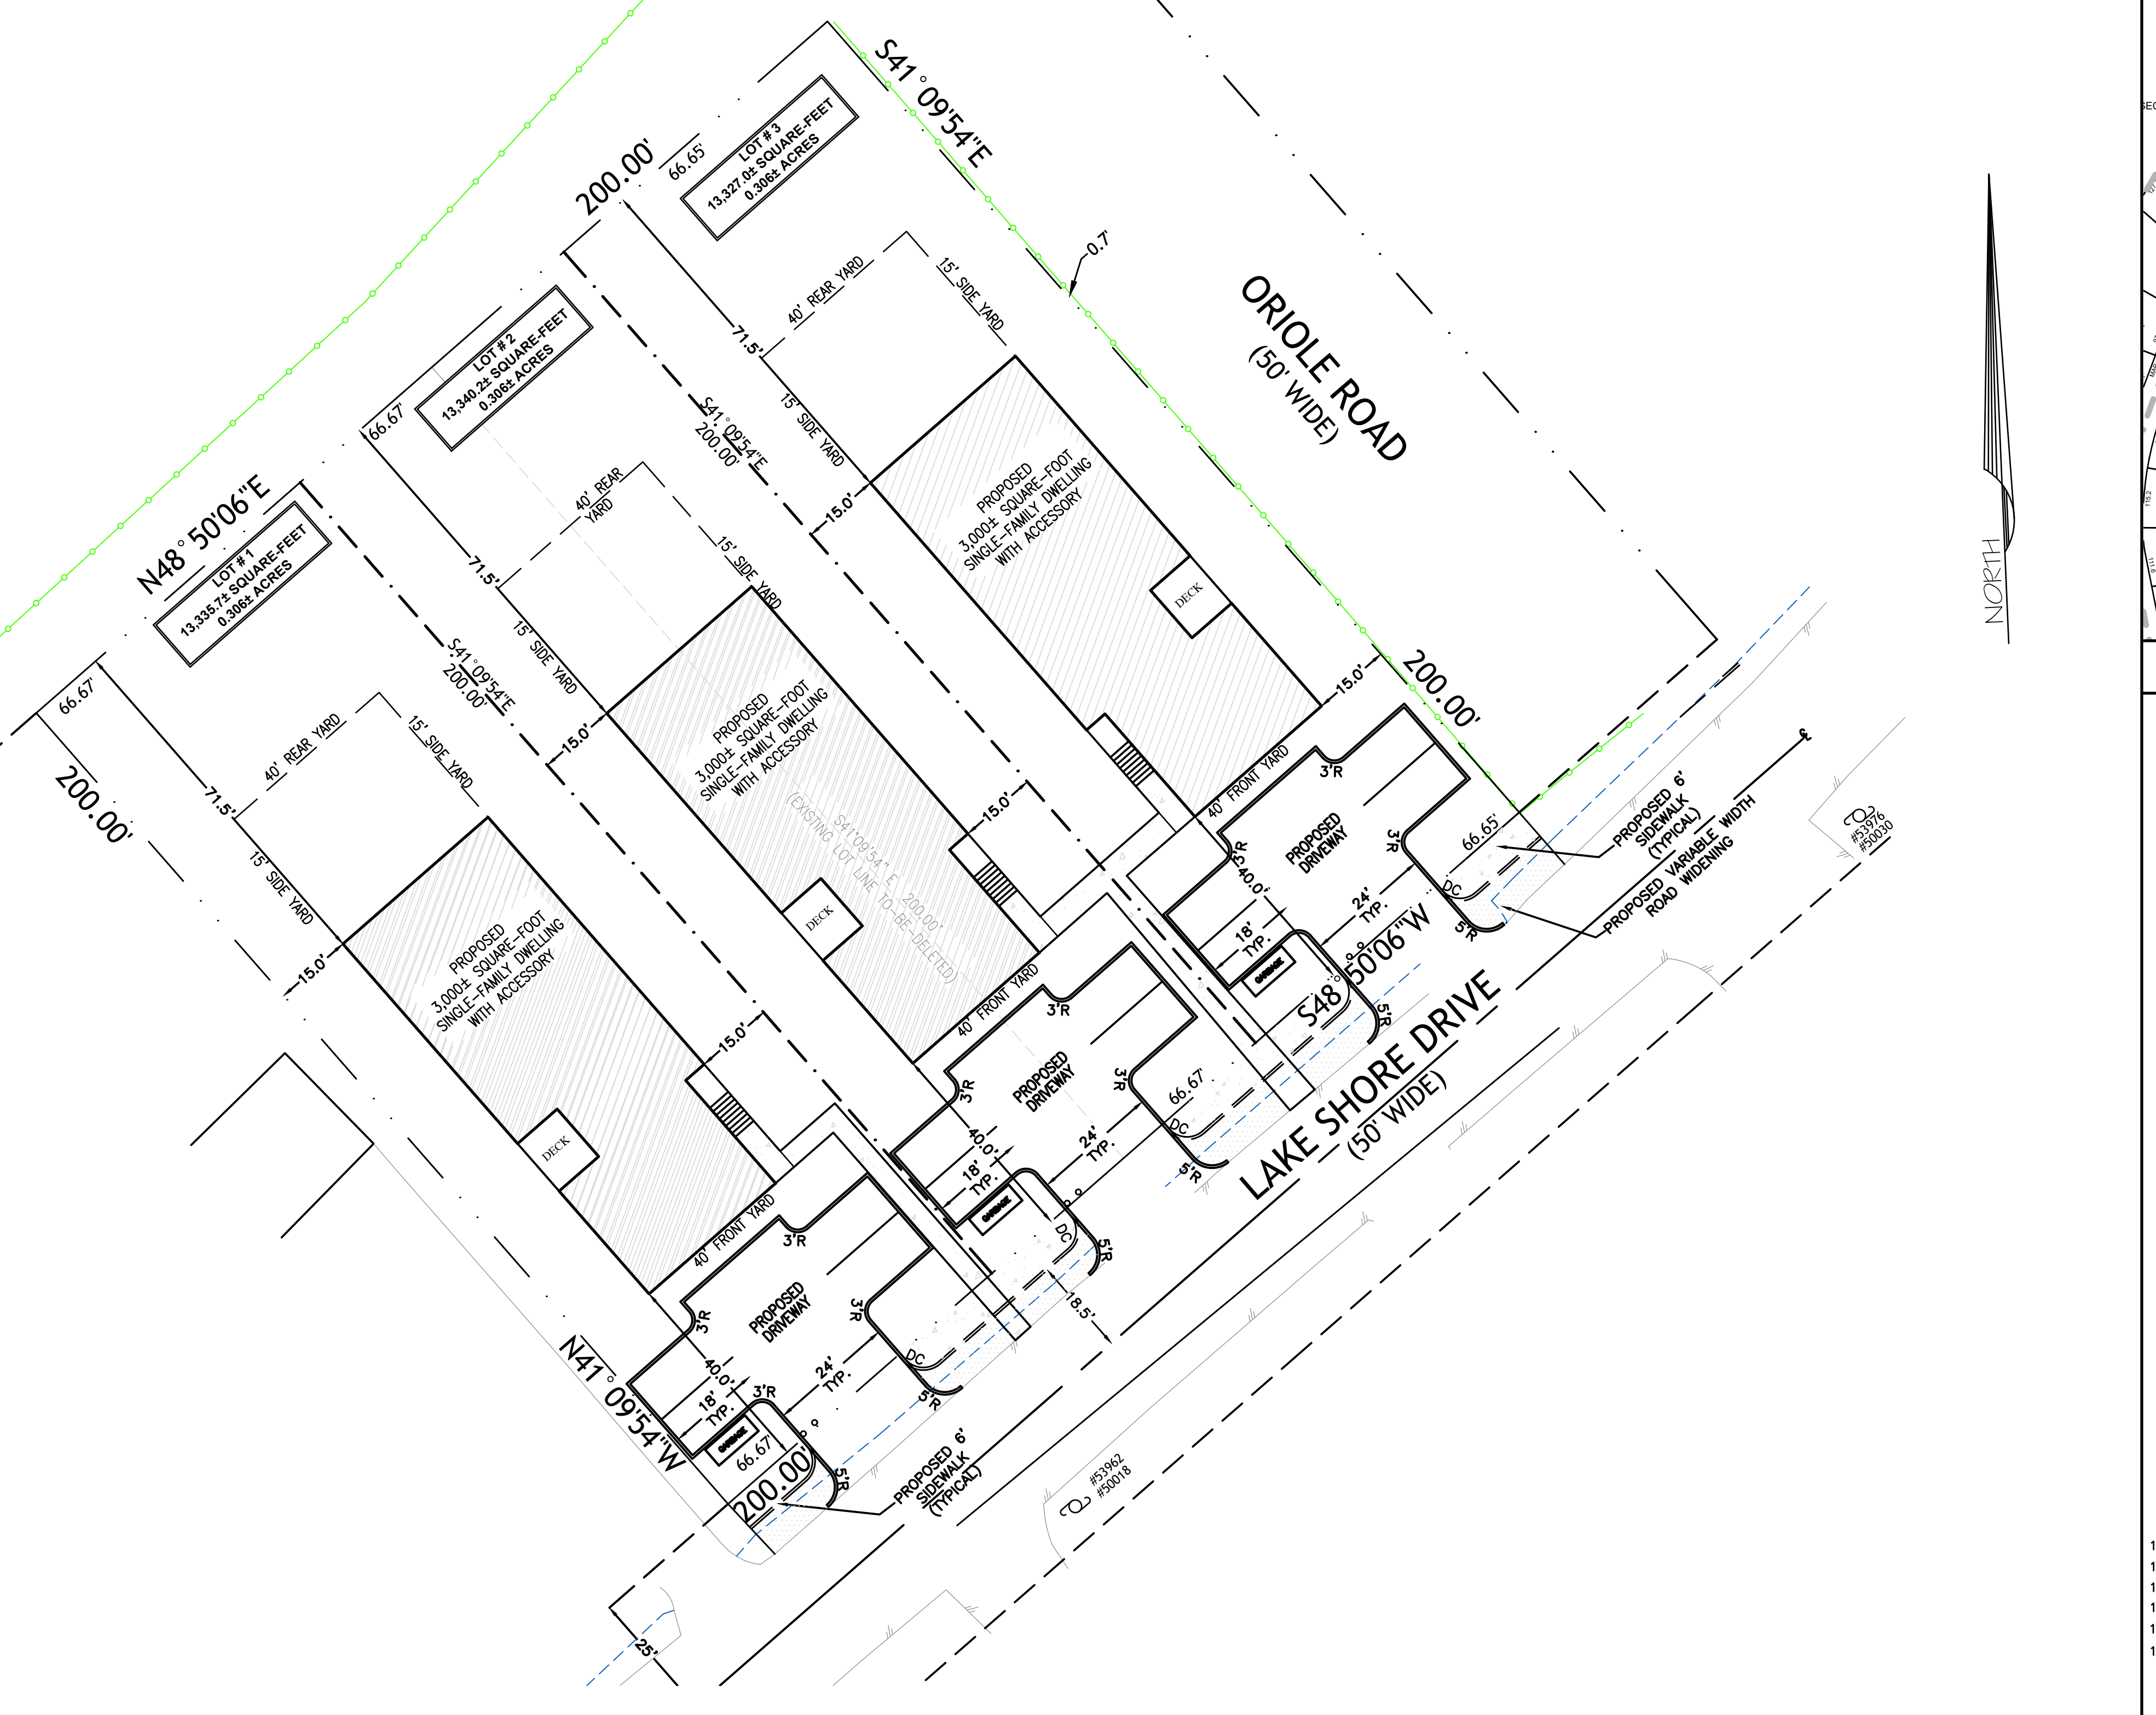 S41°09'54"E
LOT # 3
13,327.0± SQUARE-FEET
0.306± ACRES
66.65'
200.00'
40' REAR YARD
15' SIDE YARD
0.7'
ORIOLE ROAD
(50' WIDE)
71.5'
15' SIDE YARD
15.0'
PROPOSED
3,000± SQUARE-FOOT
SINGLE-FAMILY DWELLING
WITH ACCESSORY
DECK
15.0'
200.00'
NORTH
LOT # 2
13,340.2± SQUARE-FEET
0.306± ACRES
66.67'
S41°09'54"E
200.00'
40' REAR
YARD
15' SIDE YARD
71.5'
15' SIDE YARD
15.0'
PROPOSED
3,000± SQUARE-FOOT
SINGLE-FAMILY DWELLING
WITH ACCESSORY
S41°09'54" E 200.00'
(EXISTING LOT LINE TO-BE-DELETED)
DECK
15.0'
N48°50'06"E
LOT # 1
13,335.7± SQUARE-FEET
0.306± ACRES
66.67'
200.00'
S41°09'54"E
200.00'
40' REAR YARD
15' SIDE YARD
71.5'
15' SIDE YARD
15.0'
PROPOSED
3,000± SQUARE-FOOT
SINGLE-FAMILY DWELLING
WITH ACCESSORY
DECK
15.0'
40' FRONT YARD
3'R
PROPOSED
DRIVEWAY
3'R
3'R
40.0'
18'
TYP.
GARBAGE
24'
TYP.
66.65'
DC
5'R
5'R
S48°50'06"W
PROPOSED 6'
SIDEWALK
(TYPICAL)
PROPOSED VARIABLE WIDTH
ROAD WIDENING
#53976
#50030
40' FRONT YARD
3'R
PROPOSED
DRIVEWAY
3'R
3'R
40.0'
18'
TYP.
GARBAGE
24'
TYP.
66.67'
DC
DC
5'R
5'R
18.5'
LAKE SHORE DRIVE
(50' WIDE)
40' FRONT YARD
3'R
PROPOSED
DRIVEWAY
3'R
3'R
40.0'
18'
TYP.
3'R
GARBAGE
24'
TYP.
DC
5'R
5'R
66.67'
200.00'
N41°09'54"W
PROPOSED 6'
SIDEWALK
(TYPICAL)
#53962
#50018
25'